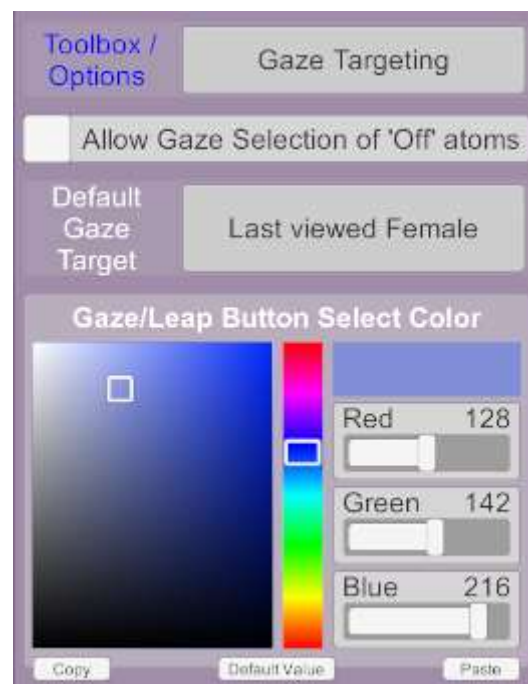 Toolbox /
Options
Gaze Targeting
Allow Gaze Selection of 'Off' atoms
Default
Gaze
Target
Last viewed Female
Gaze/Leap Button Select Color
Red 128
Green 142
Blue 216
Copy Default Value Paste